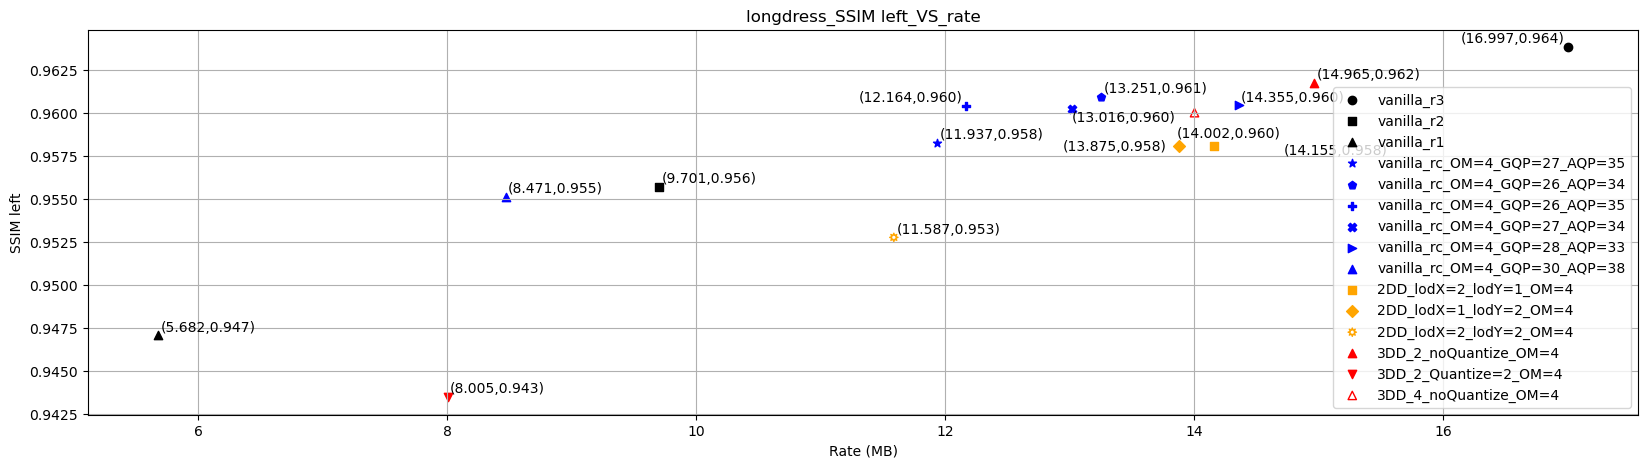 longdress_SSIM left_VS_rate
SSIM left
0.9625
0.9600
0.9575
0.9550
0.9525
0.9500
0.9475
0.9450
0.9425
(16.997,0.964)
(14.965,0.962)
(13.251,0.961)
(12.164,0.960)
(14.355,0.960)
(13.016,0.960)
(11.937,0.958)
(14.002,0.960)
(13.875,0.958)
(14.155,0.958)
(9.701,0.956)
(8.471,0.955)
(11.587,0.953)
(5.682,0.947)
(8.005,0.943)
vanilla_r3
vanilla_r2
vanilla_r1
vanilla_rc_OM=4_GQP=27_AQP=35
vanilla_rc_OM=4_GQP=26_AQP=34
vanilla_rc_OM=4_GQP=26_AQP=35
vanilla_rc_OM=4_GQP=27_AQP=34
vanilla_rc_OM=4_GQP=28_AQP=33
vanilla_rc_OM=4_GQP=30_AQP=38
2DD_lodX=2_lodY=1_OM=4
2DD_lodX=1_lodY=2_OM=4
2DD_lodX=2_lodY=2_OM=4
3DD_2_noQuantize_OM=4
3DD_2_Quantize=2_OM=4
3DD_4_noQuantize_OM=4
6 8 10 12 14 16
Rate (MB)